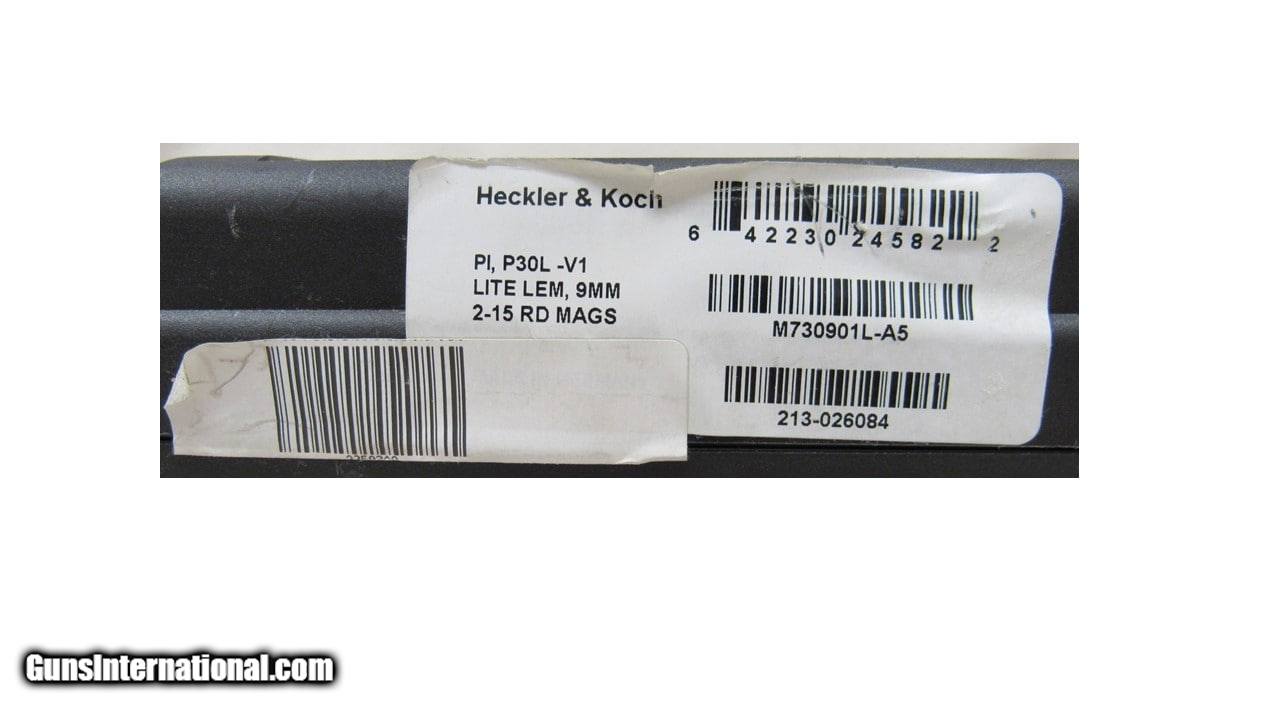 Heckler & Koch
PI, P30L -V1
LITE LEM, 9MM
2-15 RD MAGS
6 42230 24582 2
M730901L-A5
213-026084
GunsInternational.com